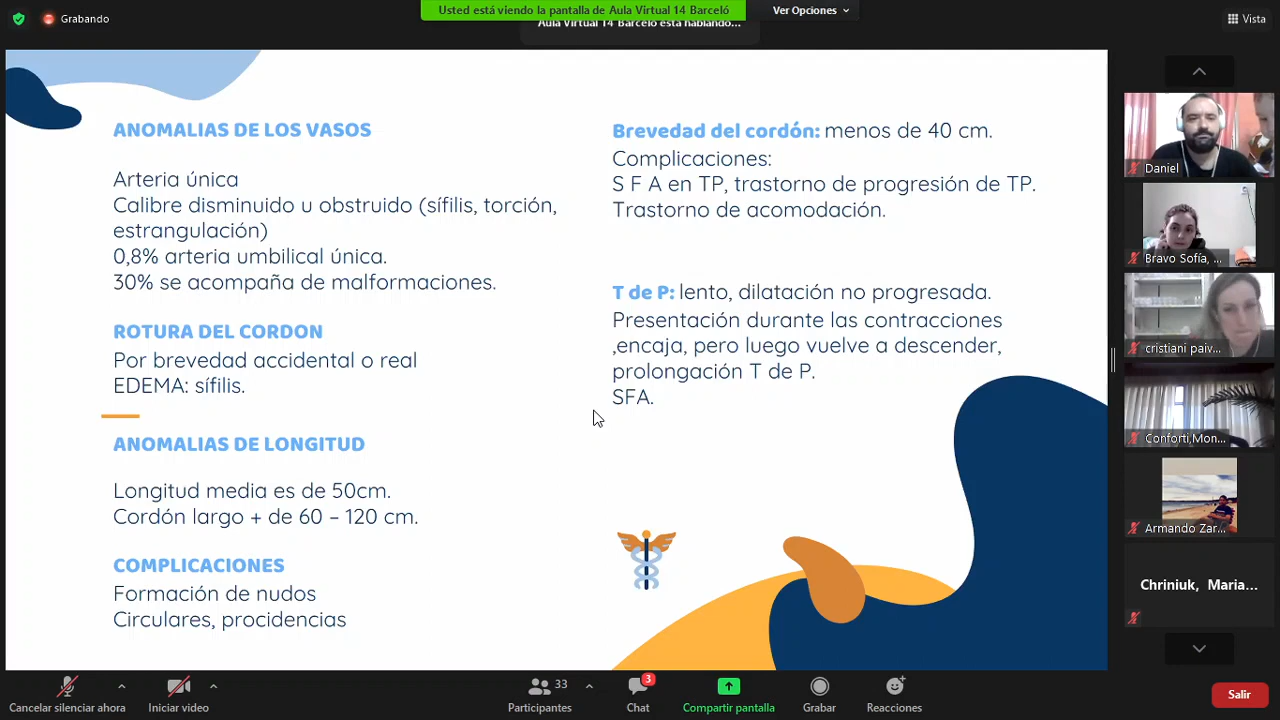 Grabando
Usted está viendo la pantalla de Aula Virtual 14 Barceló
Ver Opciones
Aula Virtual 14 Barceló está hablando...
Vista
ANOMALIAS DE LOS VASOS
Arteria única
Calibre disminuido u obstruido (sífilis, torción,
estrangulación)
0,8% arteria umbilical única.
30% se acompaña de malformaciones.
ROTURA DEL CORDON
Por brevedad accidental o real
EDEMA: sífilis.
ANOMALIAS DE LONGITUD
Longitud media es de 50cm.
Cordón largo + de 60 – 120 cm.
COMPLICACIONES
Formación de nudos
Circulares, procidencias
Brevedad del cordón: menos de 40 cm.
Complicaciones:
S F A en TP, trastorno de progresión de TP.
Trastorno de acomodación.
T de P: lento, dilatación no progresada.
Presentación durante las contracciones
,encaja, pero luego vuelve a descender,
prolongación T de P.
SFA.
Daniel
Bravo Sofía, ...
cristiani paiv...
Conforti,Mon...
Armando Zar...
Chriniuk, Maria...
Cancelar silenciar ahora
Iniciar video
33
Participantes
3
Chat
Compartir pantalla
Grabar
Reacciones
Salir